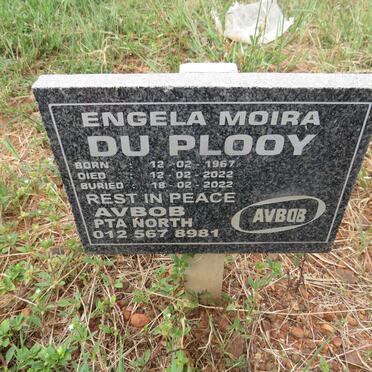 ENGELA MOIRA
DU PLOOY
BORN : 12-02-1967
DIED : 12-02-2022
BURIED : 18-02-2022
REST IN PEACE
AVBOB
PTA NORTH
012 567 8981
AVBOB